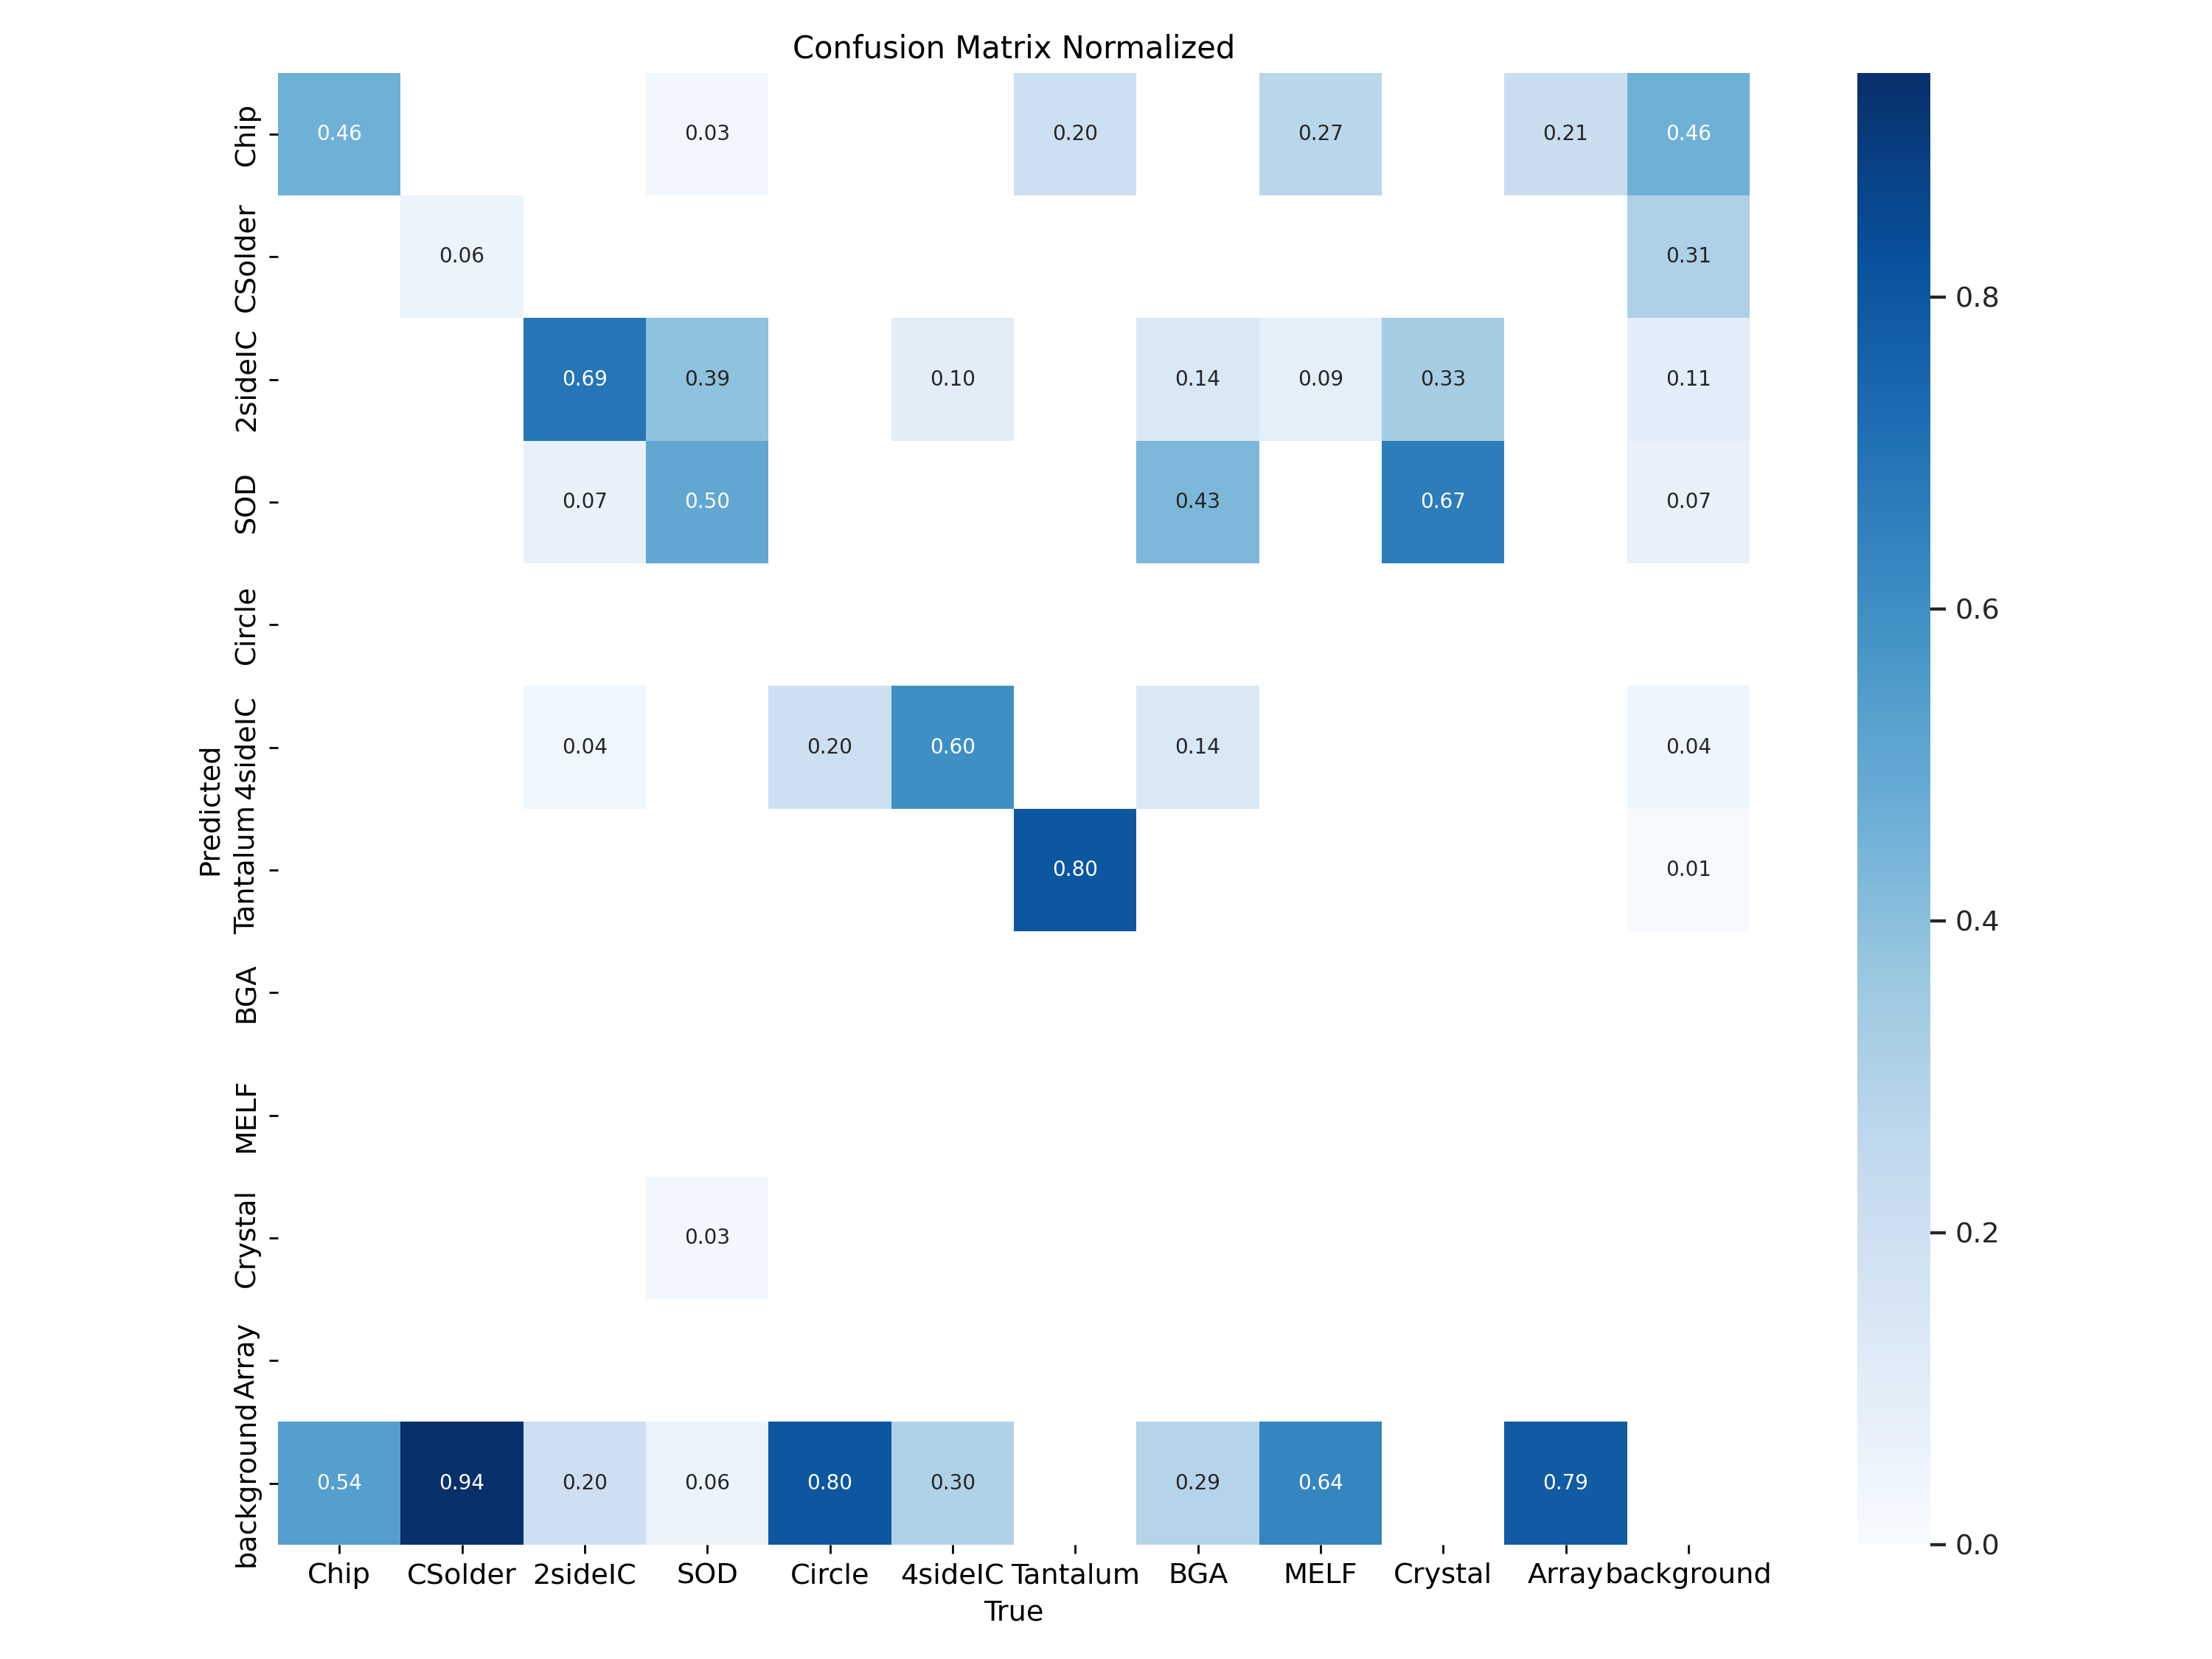 Confusion Matrix Normalized
Chip 0.46 0.03 0.20 0.27 0.21 0.46
CSolder 0.06 0.31
2sideIC 0.69 0.39 0.10 0.14 0.09 0.33 0.11
SOD 0.07 0.50 0.43 0.67 0.07
Circle
4sideIC 0.04 0.20 0.60 0.14 0.04
Tantalum 0.80 0.01
BGA
MELF
Crystal 0.03
Array
background 0.54 0.94 0.20 0.06 0.80 0.30 0.29 0.64 0.79
Predicted
Chip CSolder 2sideIC SOD Circle 4sideIC Tantalum BGA MELF Crystal Array background
True
0.8
0.6
0.4
0.2
0.0